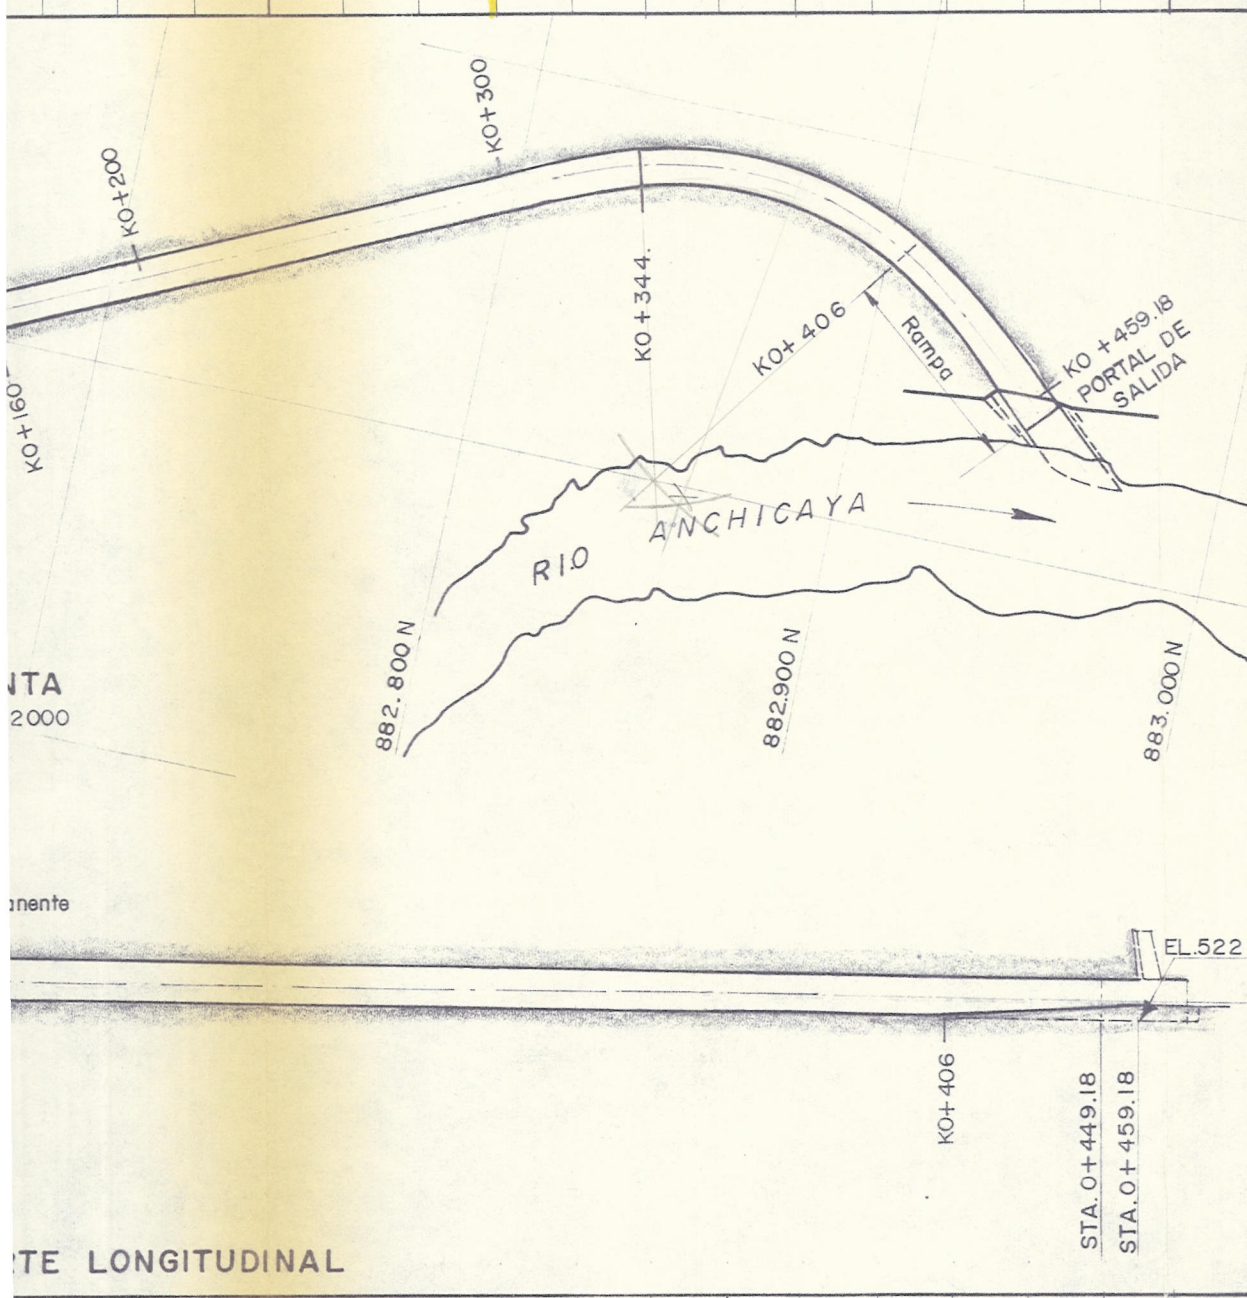 KO+200
KO+300
KO+160
KO+344.
KO+406
Rampa
KO+459.18
PORTAL DE
SALIDA
RIO ANCHICAYA
882.800 N
882.900 N
883.000 N
NTA
2000
anente
EL.522
KO+406
STA. 0+449.18
STA. 0+459.18
RTE LONGITUDINAL